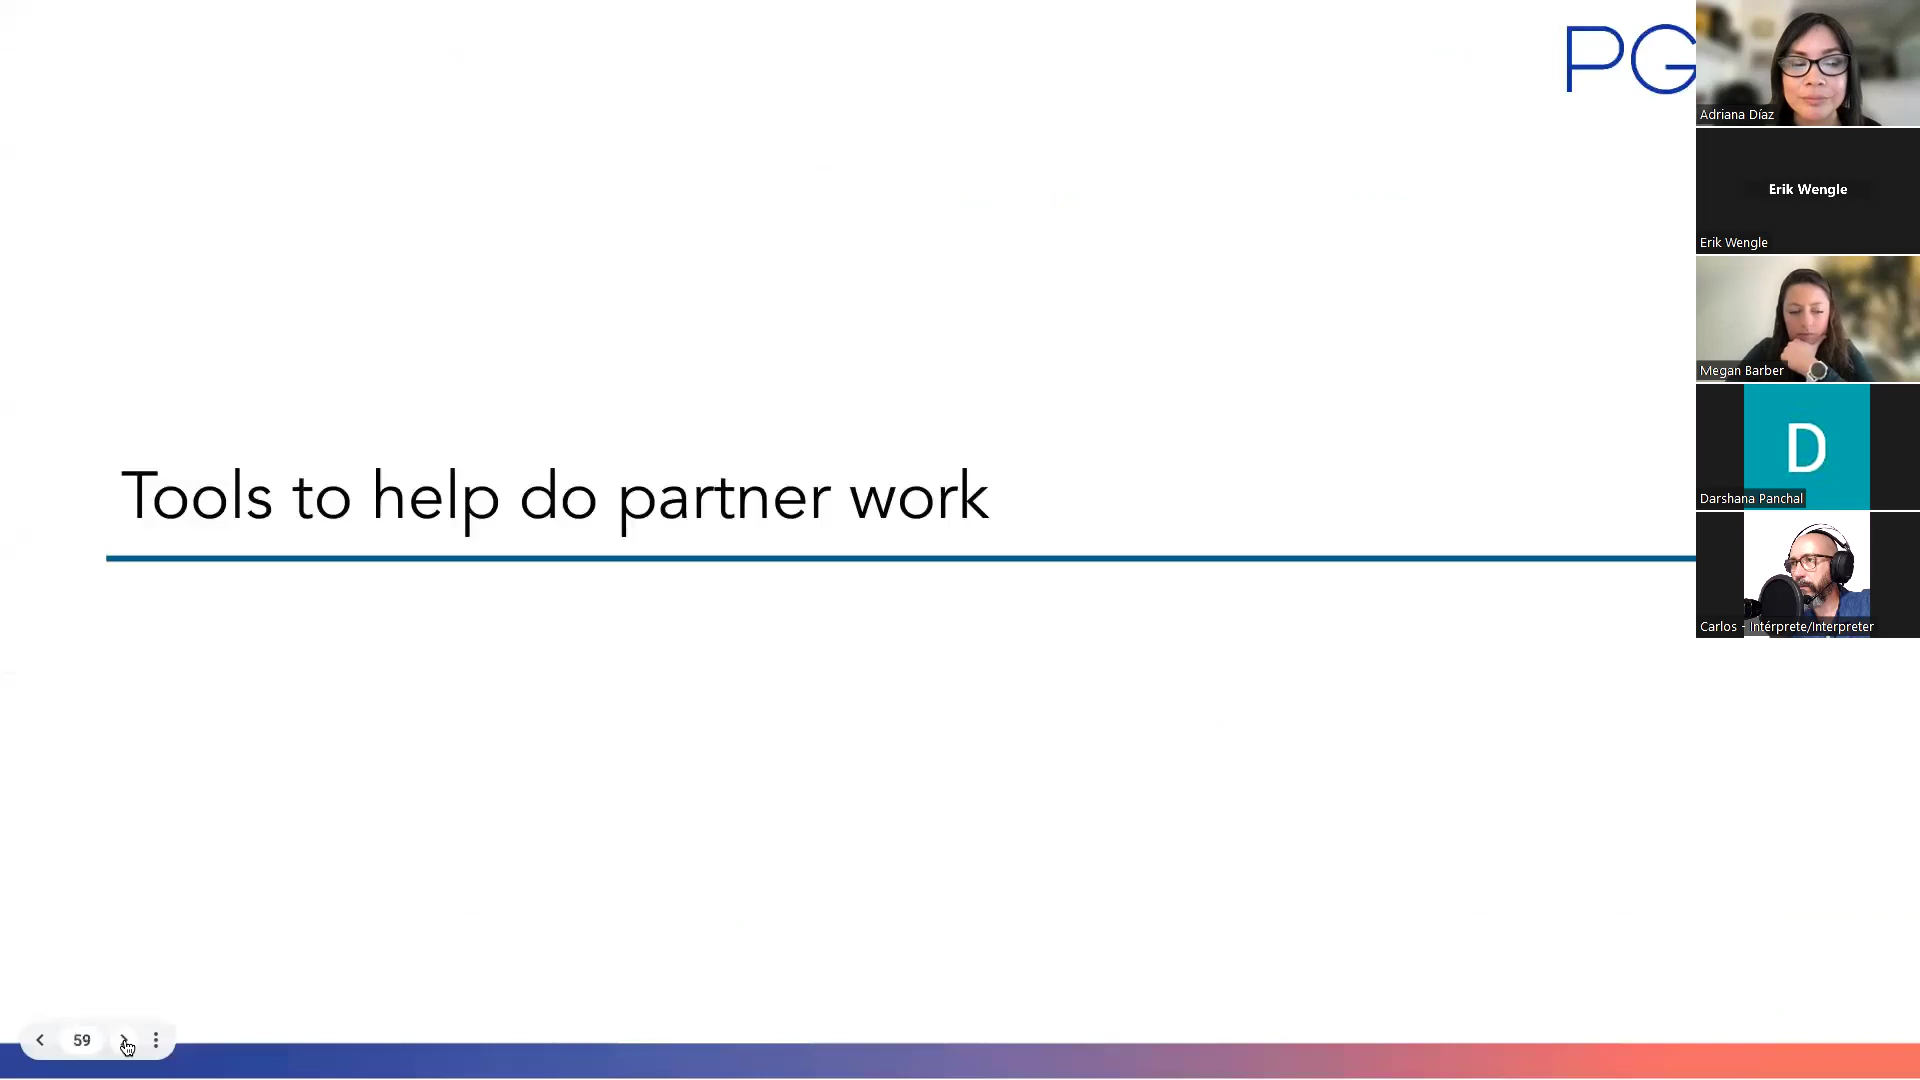 PG
Adriana Díaz
Erik Wengle
Erik Wengle
Megan Barber
D
Darshana Panchal
Carlos - Intérprete/Interpreter
Tools to help do partner work
59